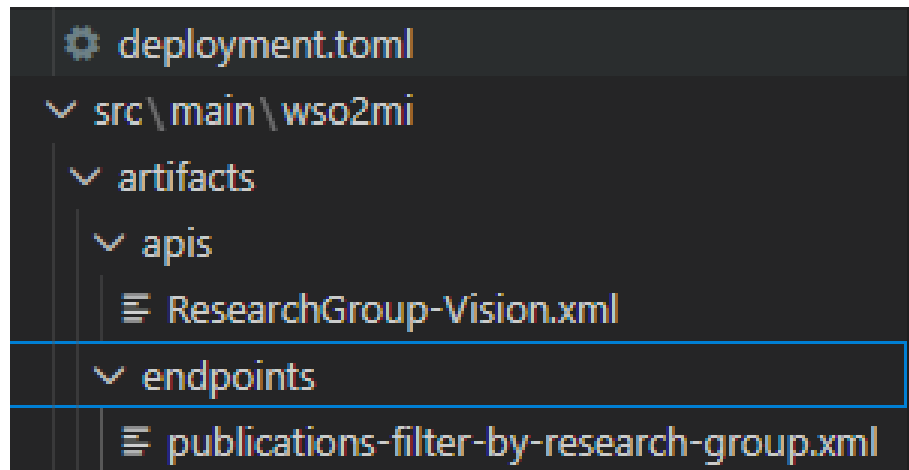 deployment.toml
src\main\wso2mi
artifacts
apis
ResearchGroup-Vision.xml
endpoints
publications-filter-by-research-group.xml